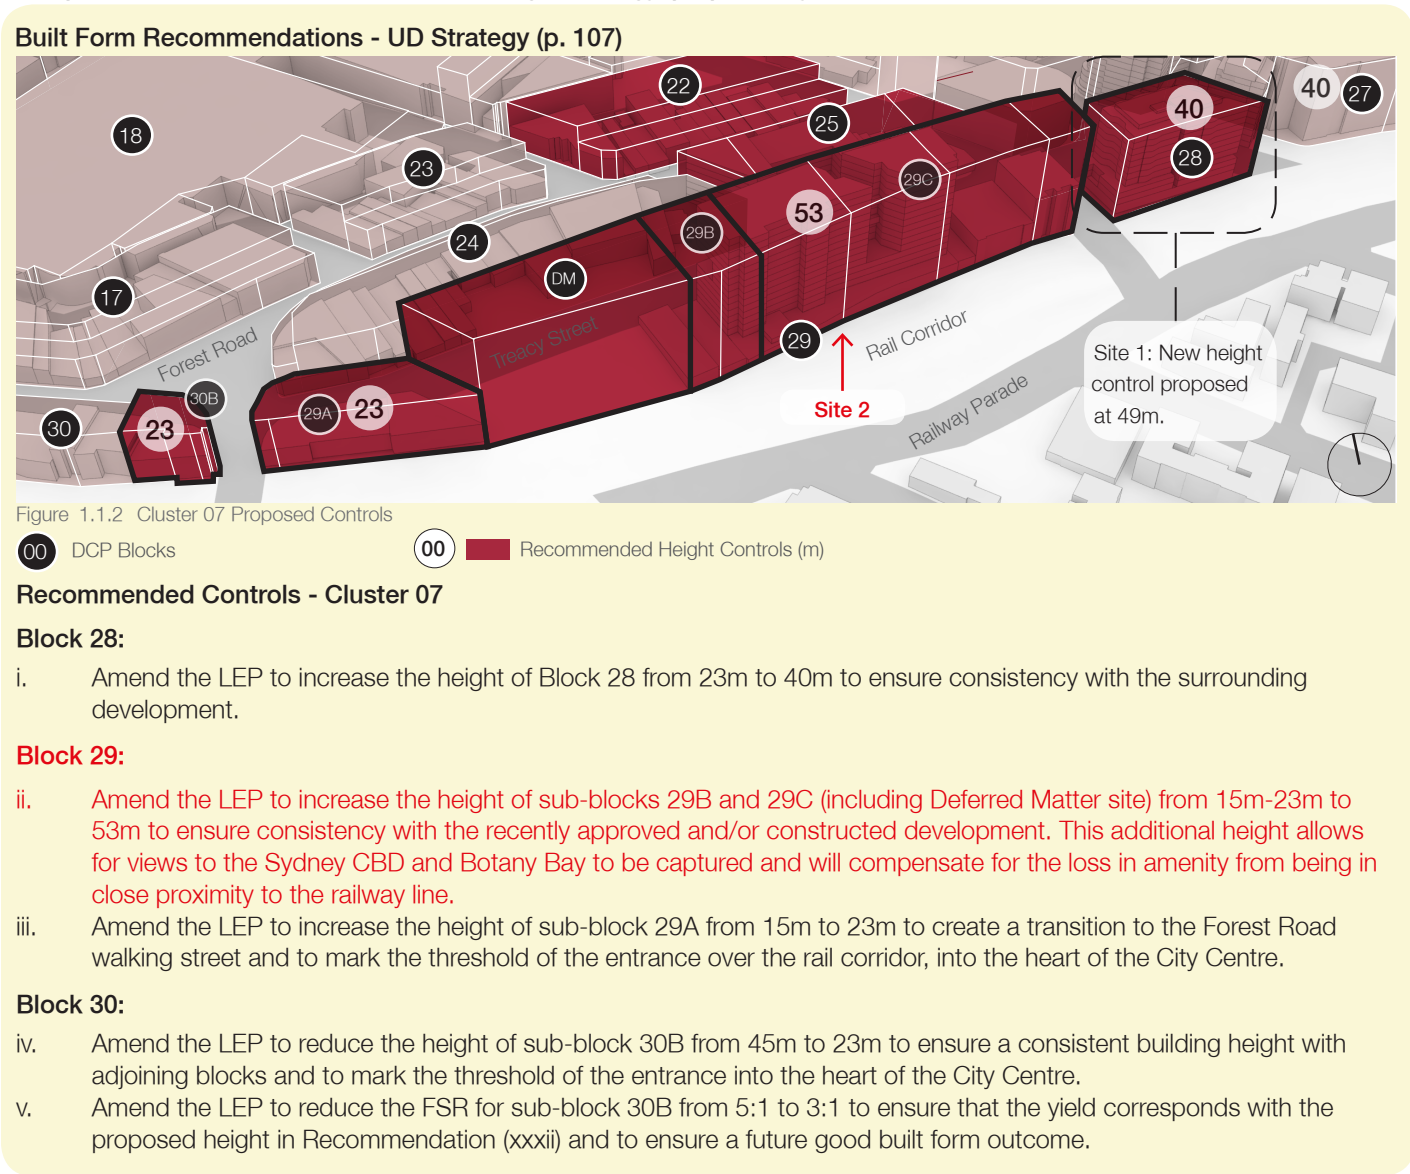 Built Form Recommendations - UD Strategy (p. 107)
22
40
40
27
18
25
28
23
29C
53
29B
24
DM
17
Treacy Street
Forest Road
29
Rail Corridor
Site 1: New height
control proposed
at 49m.
Site 2
Railway Parade
30B
29A
23
23
30
Figure 1.1.2 Cluster 07 Proposed Controls
00 DCP Blocks 00 Recommended Height Controls (m)
Recommended Controls - Cluster 07
Block 28:
i. Amend the LEP to increase the height of Block 28 from 23m to 40m to ensure consistency with the surrounding
development.
Block 29:
ii. Amend the LEP to increase the height of sub-blocks 29B and 29C (including Deferred Matter site) from 15m-23m to
53m to ensure consistency with the recently approved and/or constructed development. This additional height allows
for views to the Sydney CBD and Botany Bay to be captured and will compensate for the loss in amenity from being in
close proximity to the railway line.
iii. Amend the LEP to increase the height of sub-block 29A from 15m to 23m to create a transition to the Forest Road
walking street and to mark the threshold of the entrance over the rail corridor, into the heart of the City Centre.
Block 30:
iv. Amend the LEP to reduce the height of sub-block 30B from 45m to 23m to ensure a consistent building height with
adjoining blocks and to mark the threshold of the entrance into the heart of the City Centre.
v. Amend the LEP to reduce the FSR for sub-block 30B from 5:1 to 3:1 to ensure that the yield corresponds with the
proposed height in Recommendation (xxxii) and to ensure a future good built form outcome.